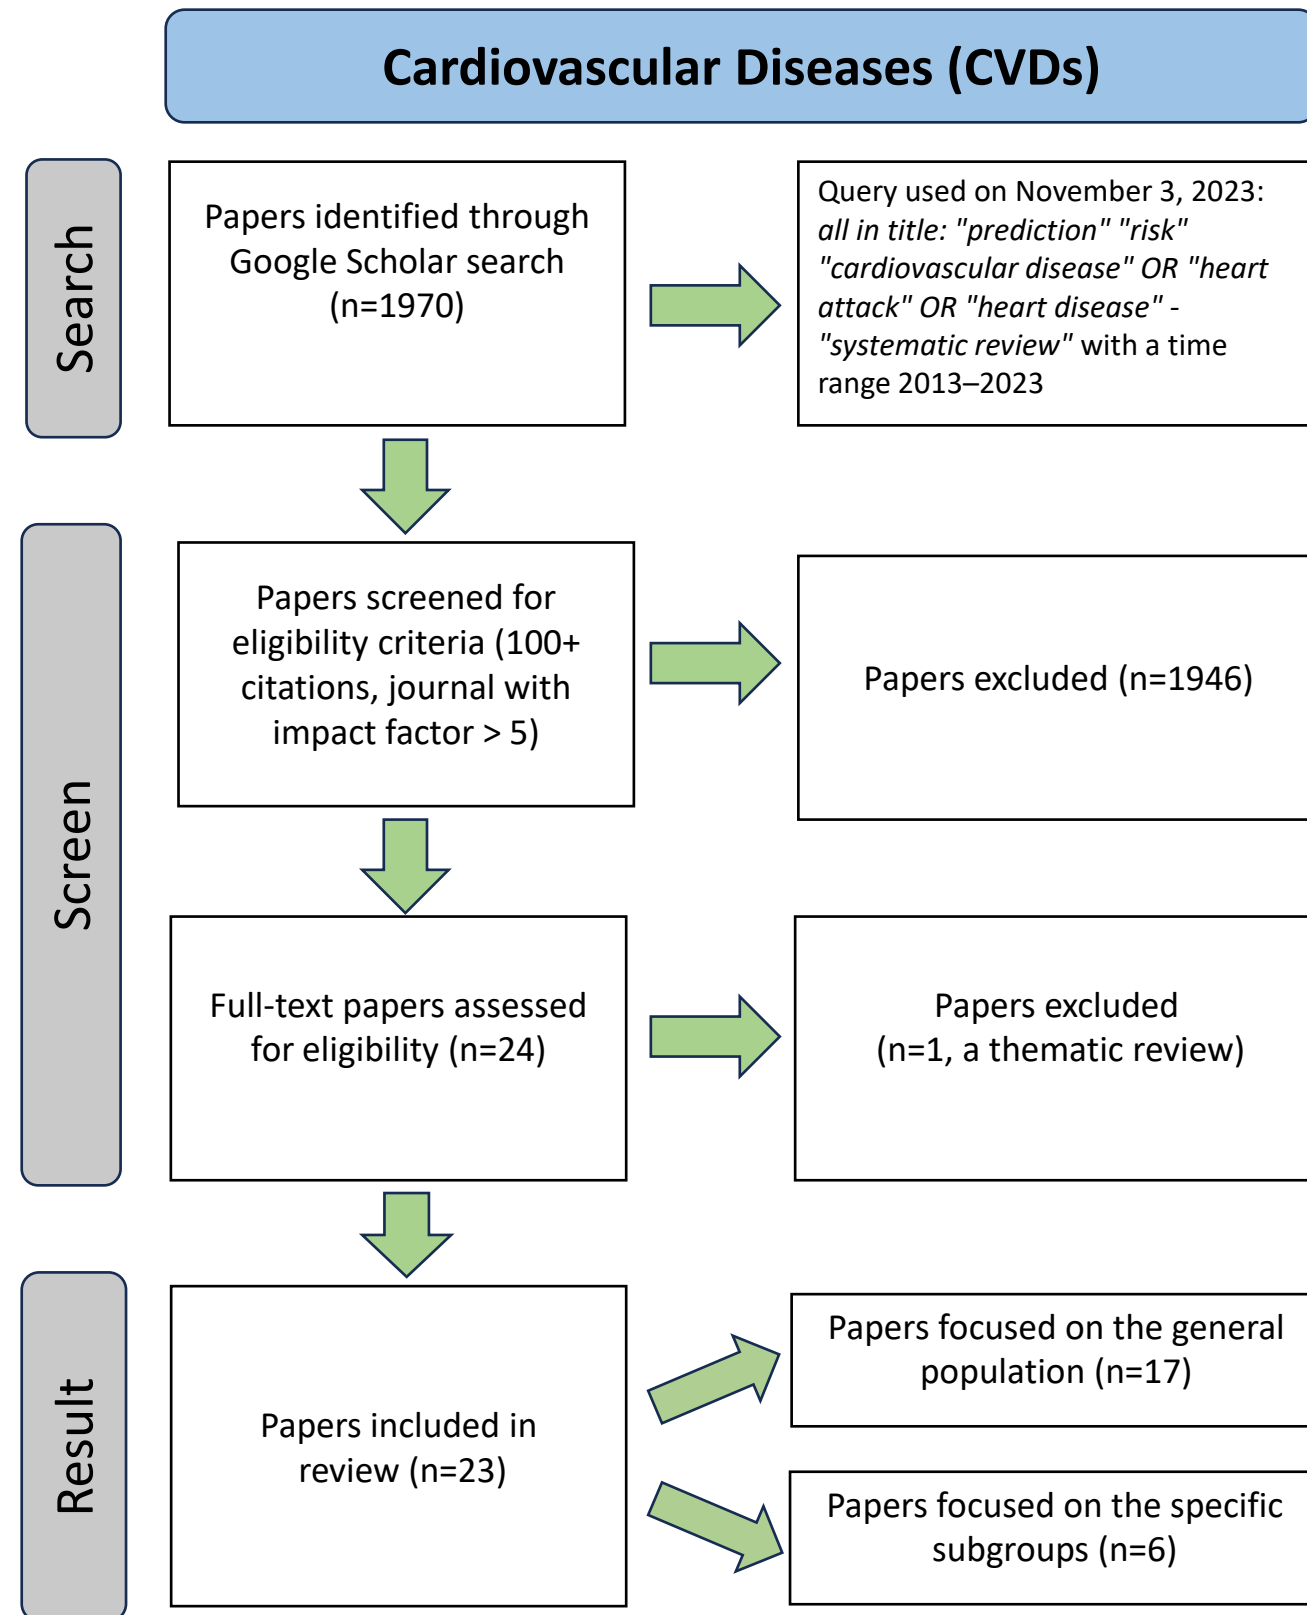 Cardiovascular Diseases (CVDs)
Search
Papers identified through
Google Scholar search
(n=1970)
Query used on November 3, 2023:
all in title: "prediction" "risk"
"cardiovascular disease" OR "heart
attack" OR "heart disease" -
"systematic review" with a time
range 2013–2023
Screen
Papers screened for
eligibility criteria (100+
citations, journal with
impact factor > 5)
Papers excluded (n=1946)
Full-text papers assessed
for eligibility (n=24)
Papers excluded
(n=1, a thematic review)
Result
Papers included in
review (n=23)
Papers focused on the general
population (n=17)
Papers focused on the specific
subgroups (n=6)